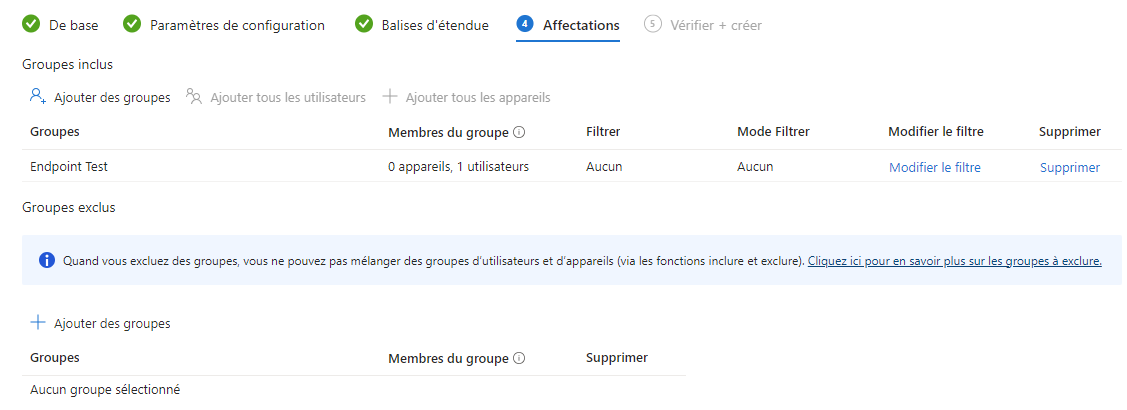 De base Paramètres de configuration Balises d'étendue 4 Affectations 5 Vérifier + créer
Groupes inclus
Ajouter des groupes Ajouter tous les utilisateurs Ajouter tous les appareils
Groupes Membres du groupe Filtrer Mode Filtrer Modifier le filtre Supprimer
Endpoint Test 0 appareils, 1 utilisateurs Aucun Aucun Modifier le filtre Supprimer
Groupes exclus
Quand vous excluez des groupes, vous ne pouvez pas mélanger des groupes d'utilisateurs et d'appareils (via les fonctions inclure et exclure). Cliquez ici pour en savoir plus sur les groupes à exclure.
Ajouter des groupes
Groupes Membres du groupe Supprimer
Aucun groupe sélectionné